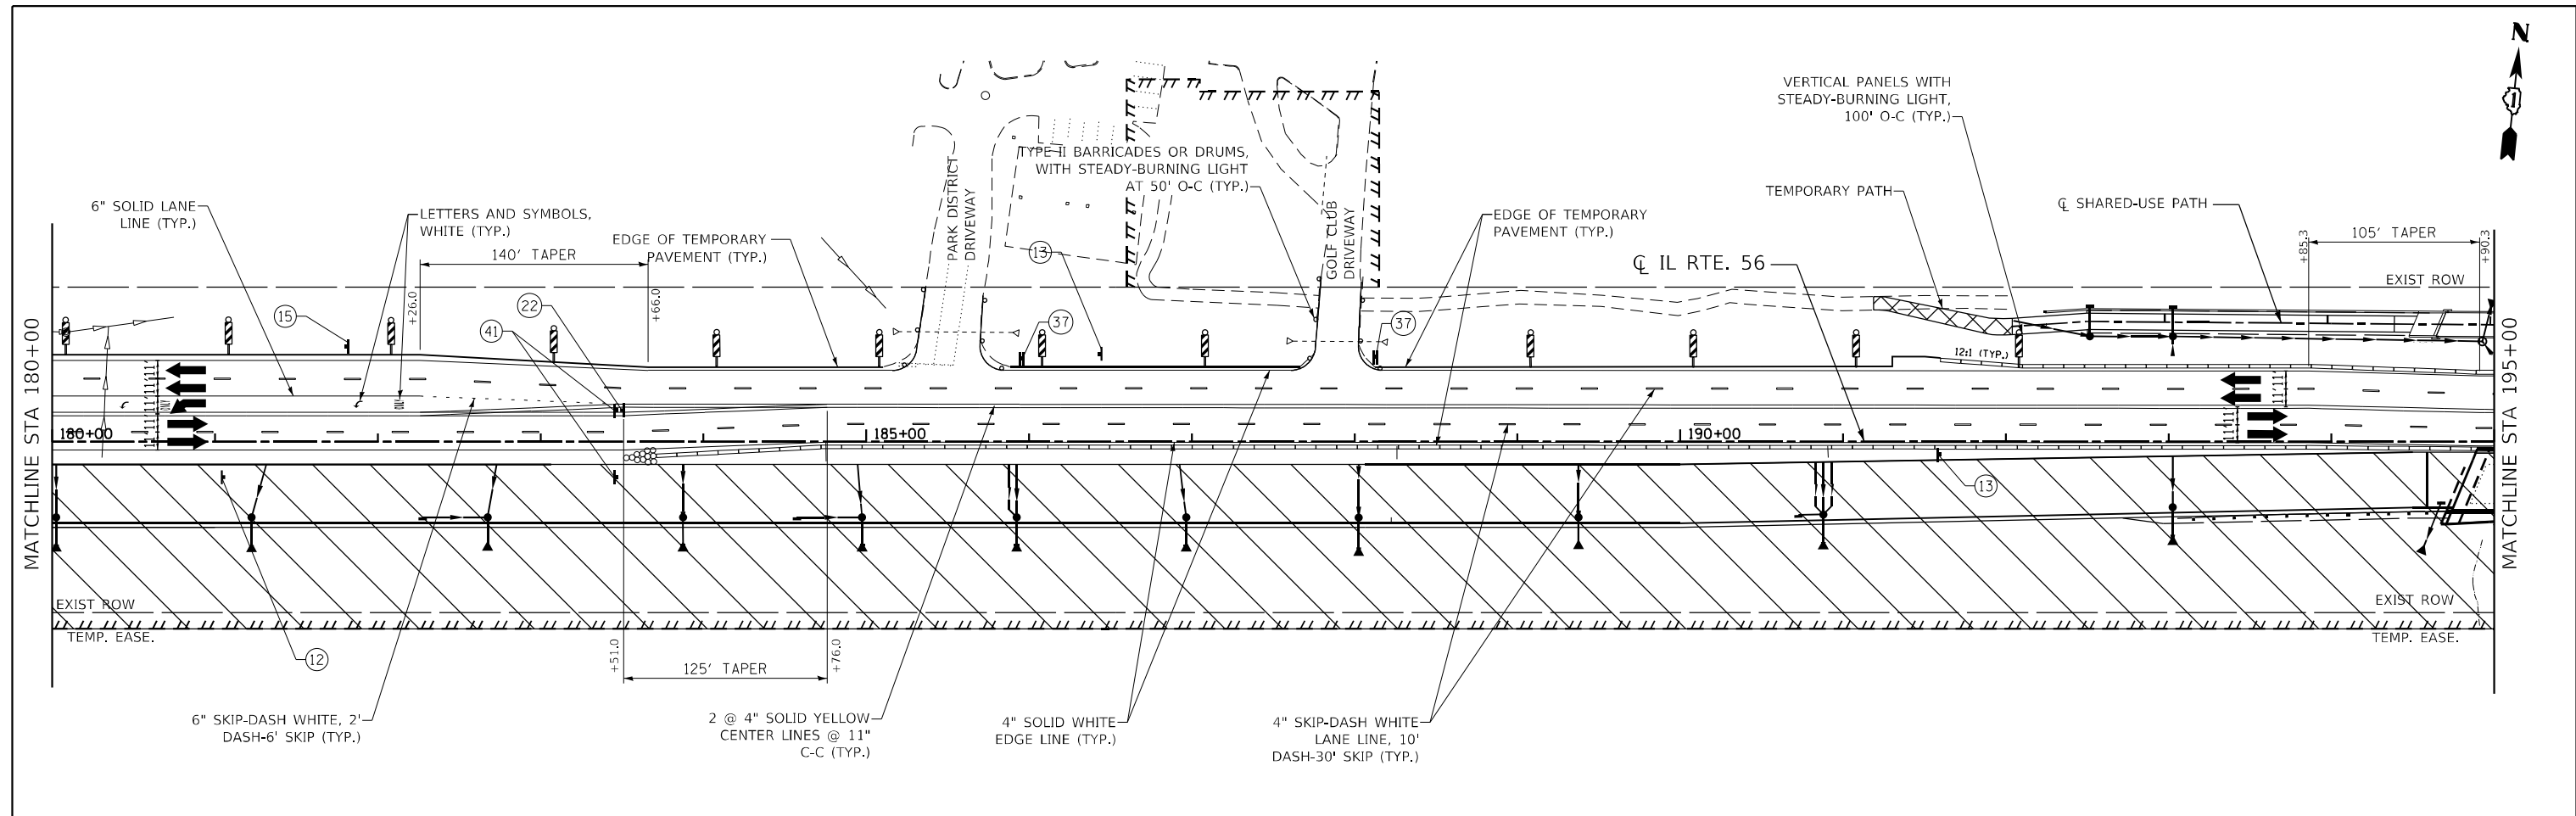 N
1
VERTICAL PANELS WITH
STEADY-BURNING LIGHT,
100' O-C (TYP.)
TYPE II BARRICADES OR DRUMS,
WITH STEADY-BURNING LIGHT
AT 50' O-C (TYP.)
PARK DISTRICT
DRIVEWAY
GOLF CLUB
DRIVEWAY
TEMPORARY PATH
℄ SHARED-USE PATH
6" SOLID LANE
LINE (TYP.)
LETTERS AND SYMBOLS,
WHITE (TYP.)
EDGE OF TEMPORARY
PAVEMENT (TYP.)
EDGE OF TEMPORARY
PAVEMENT (TYP.)
140' TAPER
105' TAPER
+26.0
+66.0
+85.3
+90.3
13
℄ IL RTE. 56
EXIST ROW
15
22
41
37
37
12:1 (TYP.)
MATCHLINE STA 180+00
MATCHLINE STA 195+00
180+00
185+00
190+00
13
EXIST ROW
EXIST ROW
TEMP. EASE.
TEMP. EASE.
12
+51.0
+76.0
125' TAPER
6" SKIP-DASH WHITE, 2'
DASH-6' SKIP (TYP.)
2 @ 4" SOLID YELLOW
CENTER LINES @ 11"
C-C (TYP.)
4" SOLID WHITE
EDGE LINE (TYP.)
4" SKIP-DASH WHITE
LANE LINE, 10'
DASH-30' SKIP (TYP.)